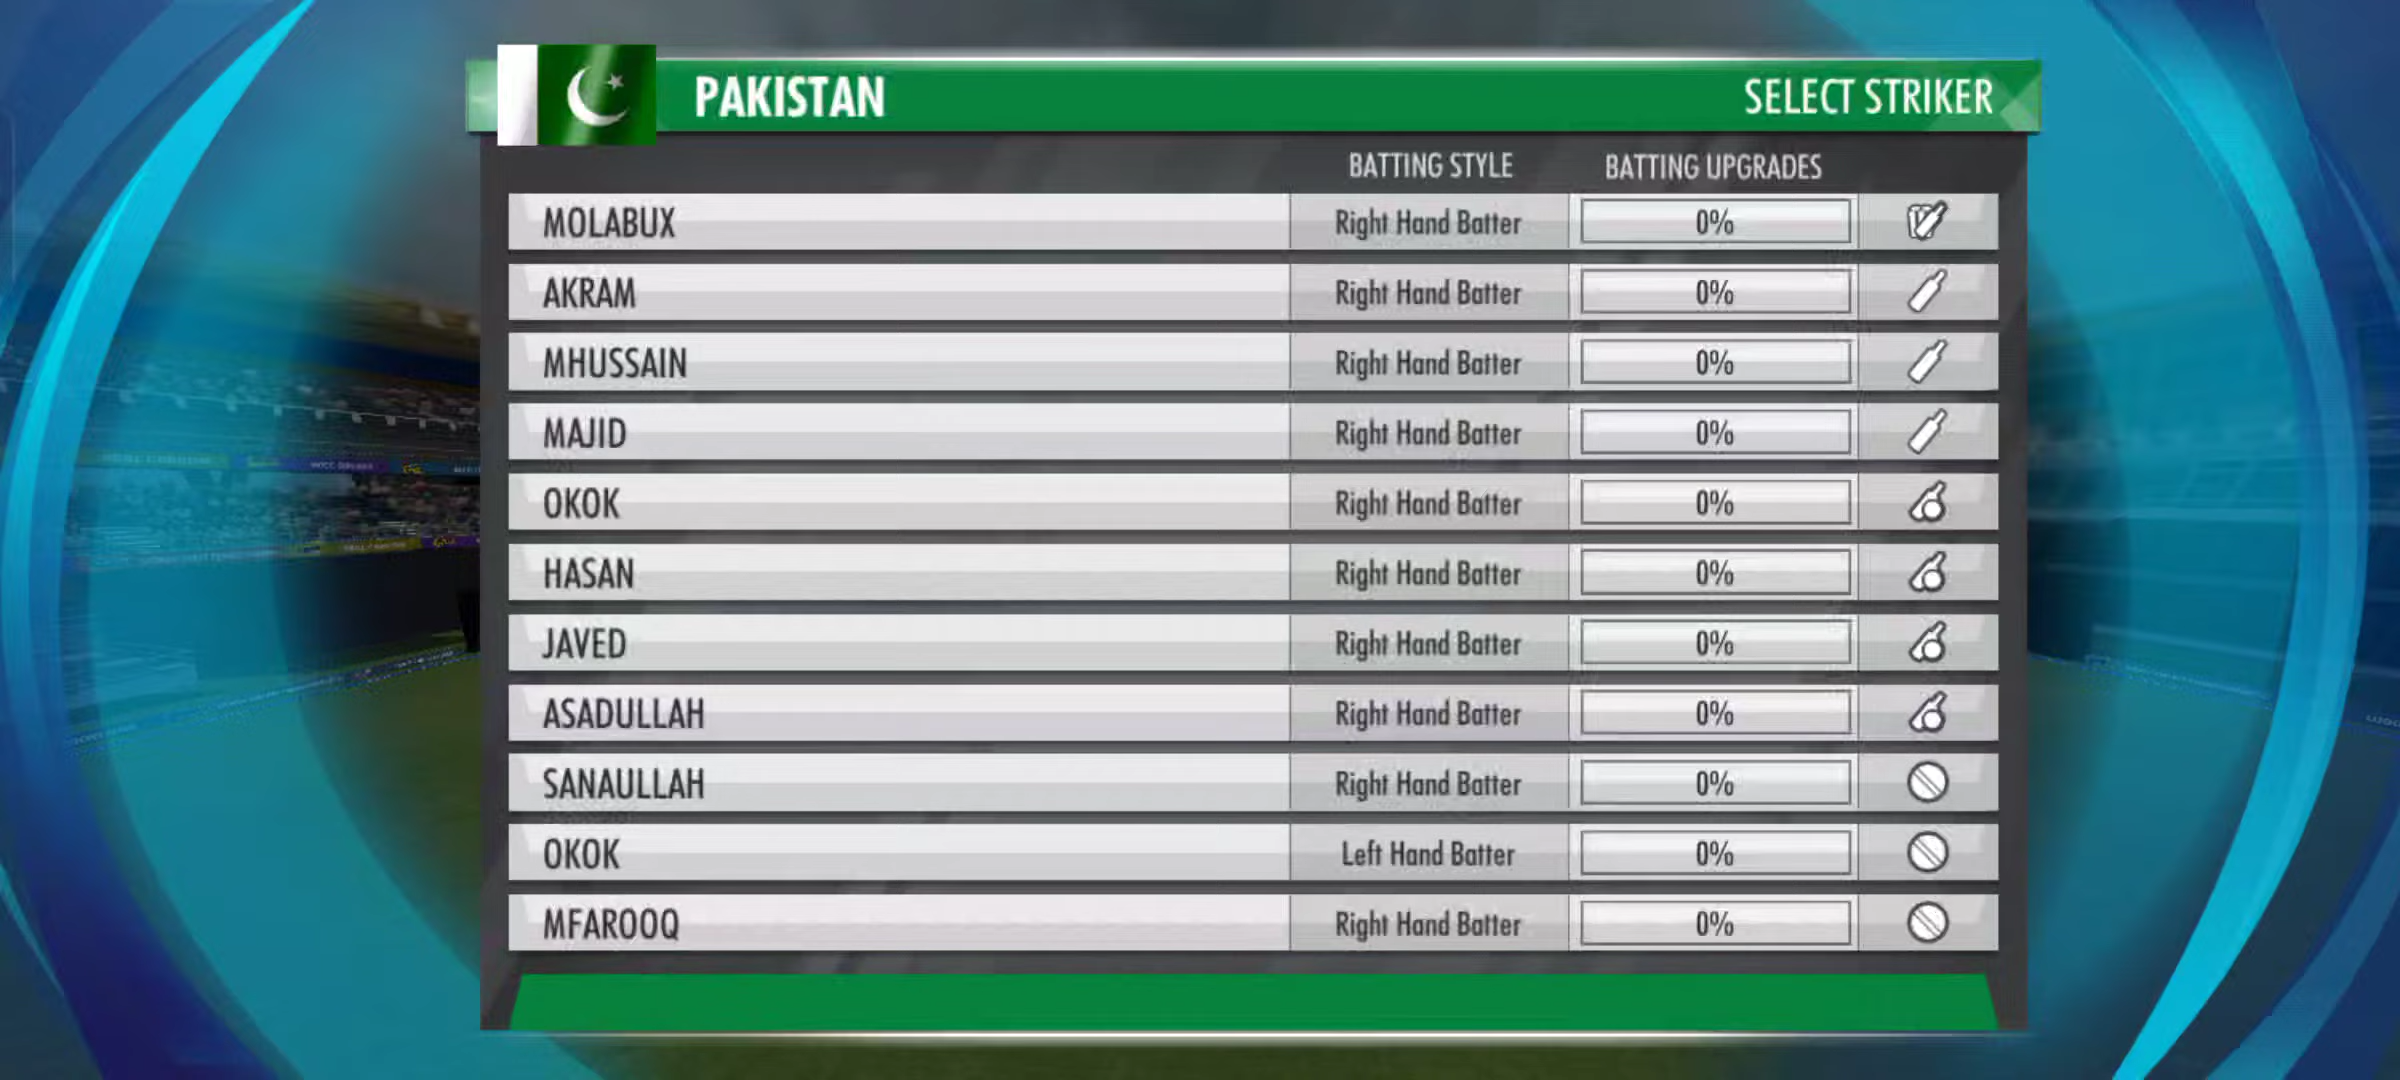 PAKISTAN SELECT STRIKER
BATTING STYLE BATTING UPGRADES
MOLABUX Right Hand Batter 0%
AKRAM Right Hand Batter 0%
MHUSSAIN Right Hand Batter 0%
MAJID Right Hand Batter 0%
OKOK Right Hand Batter 0%
HASAN Right Hand Batter 0%
JAVED Right Hand Batter 0%
ASADULLAH Right Hand Batter 0%
SANAULLAH Right Hand Batter 0%
OKOK Left Hand Batter 0%
MFAROOQ Right Hand Batter 0%